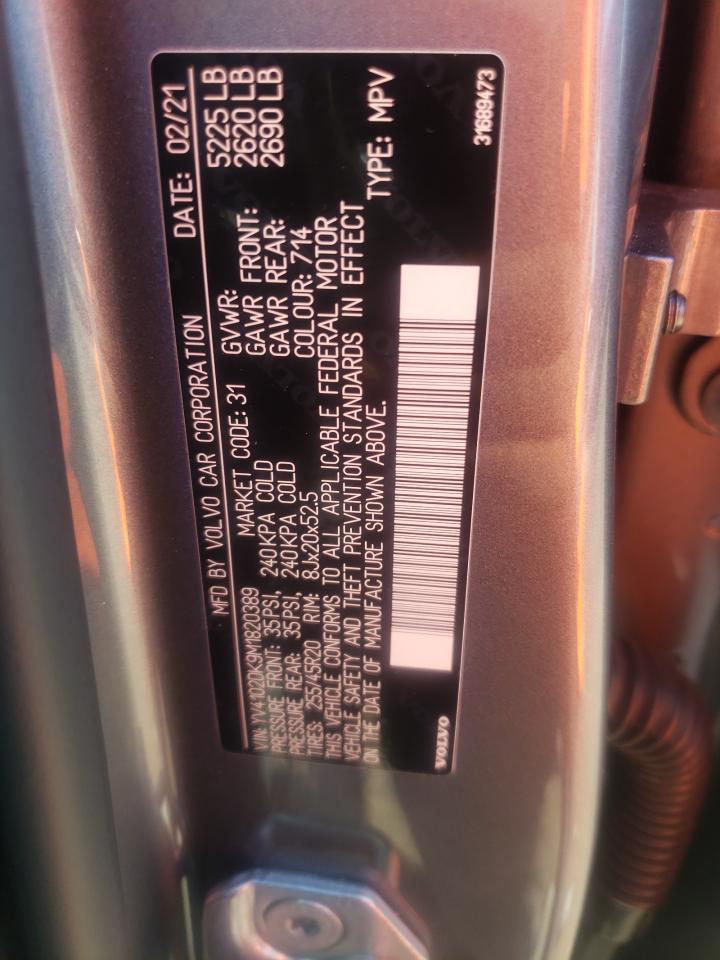 MFD BY VOLVO CAR CORPORATION DATE: 02/21
VIN: YV4102DK9M1820389 GVWR: 5225 LB
MARKET CODE: 31 GAWR FRONT: 2620 LB
PRESSURE FRONT: 35PSI, 240KPA COLD GAWR REAR: 2690 LB
PRESSURE REAR: 35PSI, 240KPA COLD COLOUR: 714
TIRES: 255/45R20 RIM: 8Jx20x52.5
THIS VEHICLE CONFORMS TO ALL APPLICABLE FEDERAL MOTOR
VEHICLE SAFETY AND THEFT PREVENTION STANDARDS IN EFFECT
ON THE DATE OF MANUFACTURE SHOWN ABOVE. TYPE: MPV
VOLVO 31689473